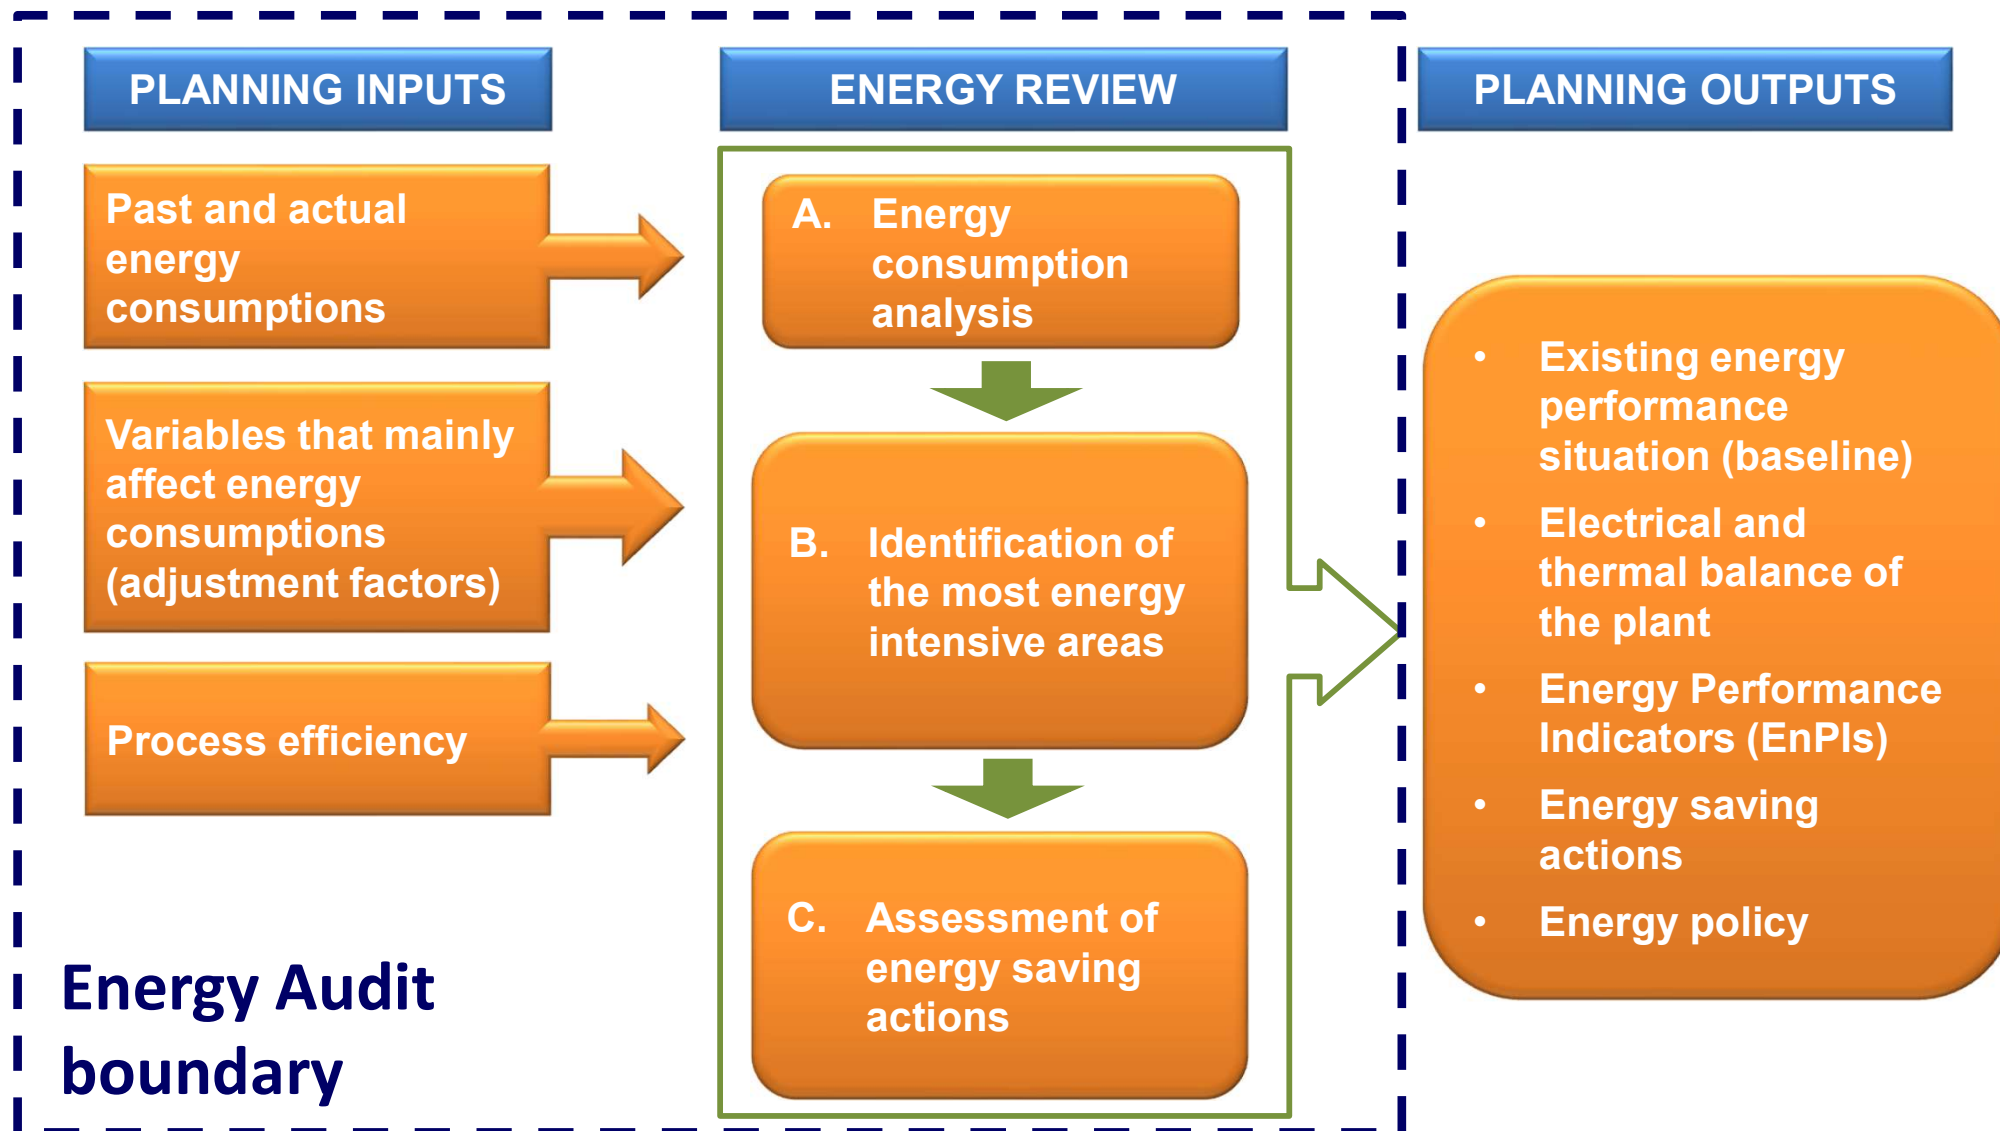 PLANNING INPUTS
Past and actual
energy
consumptions
Variables that mainly
affect energy
consumptions
(adjustment factors)
Process efficiency
Energy Audit
boundary
ENERGY REVIEW
A. Energy
consumption
analysis
B. Identification of
the most energy
intensive areas
C. Assessment of
energy saving
actions
PLANNING OUTPUTS
• Existing energy
performance
situation (baseline)
• Electrical and
thermal balance of
the plant
• Energy Performance
Indicators (EnPIs)
• Energy saving
actions
• Energy policy